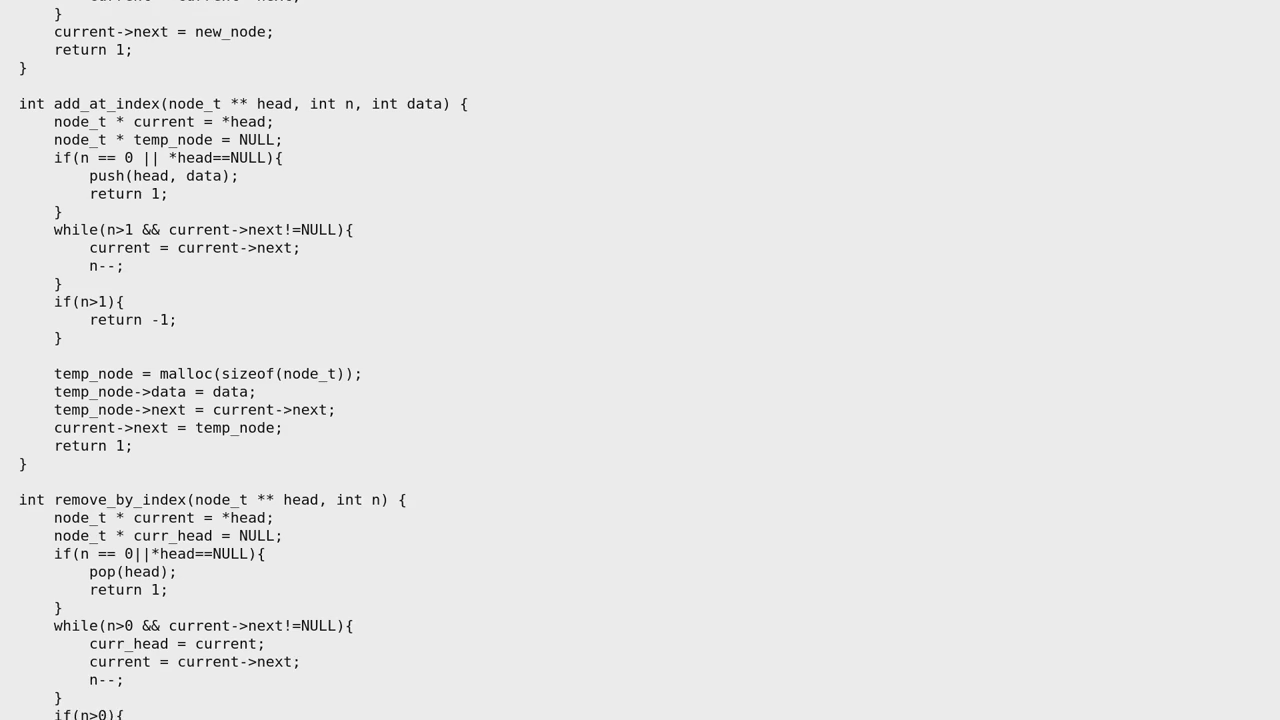 }
    current->next = new_node;
    return 1;
}

int add_at_index(node_t ** head, int n, int data) {
    node_t * current = *head;
    node_t * temp_node = NULL;
    if(n == 0 || *head==NULL){
        push(head, data);
        return 1;
    }
    while(n>1 && current->next!=NULL){
        current = current->next;
        n--;
    }
    if(n>1){
        return -1;
    }

    temp_node = malloc(sizeof(node_t));
    temp_node->data = data;
    temp_node->next = current->next;
    current->next = temp_node;
    return 1;
}

int remove_by_index(node_t ** head, int n) {
    node_t * current = *head;
    node_t * curr_head = NULL;
    if(n == 0||*head==NULL){
        pop(head);
        return 1;
    }
    while(n>0 && current->next!=NULL){
        curr_head = current;
        current = current->next;
        n--;
    }
    if(n>0){